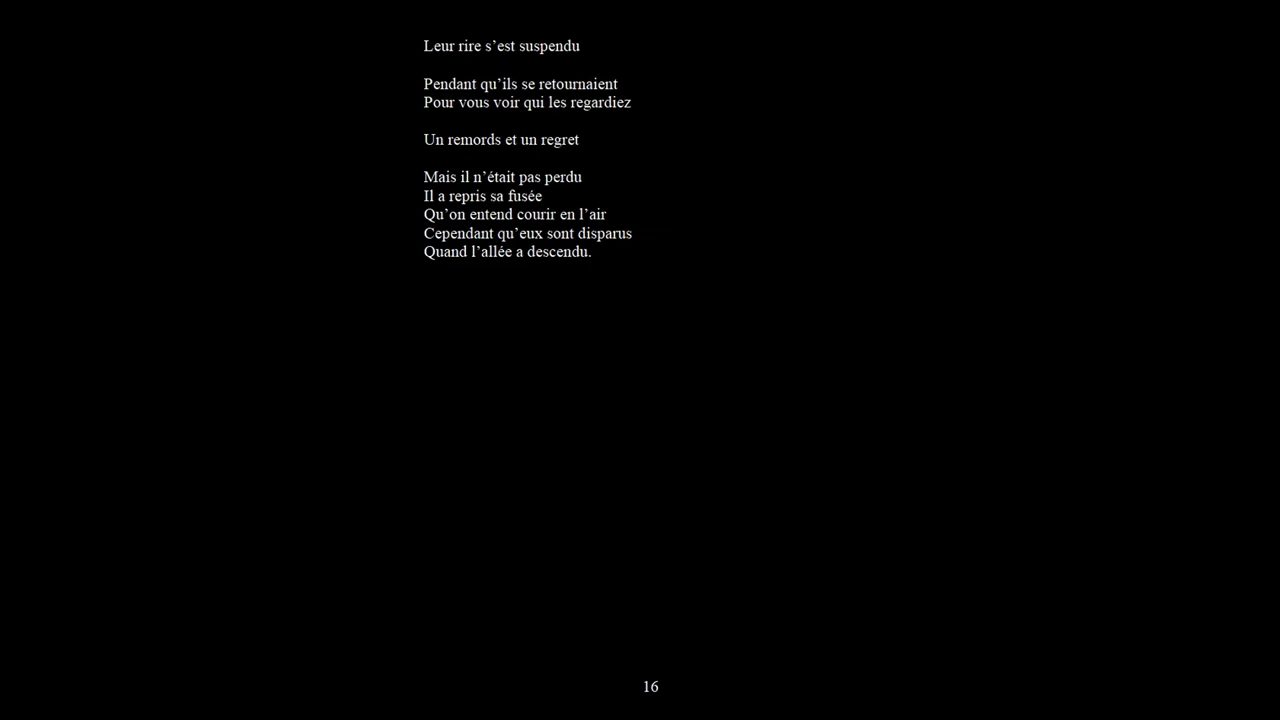 Leur rire s’est suspendu
Pendant qu’ils se retournaient
Pour vous voir qui les regardiez
Un remords et un regret
Mais il n’était pas perdu
Il a repris sa fusée
Qu’on entend courir en l’air
Cependant qu’eux sont disparus
Quand l’allée a descendu.
16